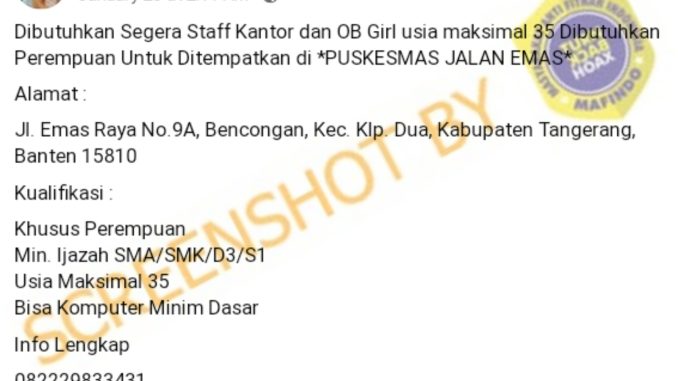 Dibutuhkan Segera Staff Kantor dan OB Girl usia maksimal 35 Dibutuhkan
Perempuan Untuk Ditempatkan di *PUSKESMAS JALAN EMAS*
Alamat :
Jl. Emas Raya No.9A, Bencongan, Kec. Klp. Dua, Kabupaten Tangerang,
Banten 15810
Kualifikasi :
Khusus Perempuan
Min. Ijazah SMA/SMK/D3/S1
Usia Maksimal 35
Bisa Komputer Minim Dasar
Info Lengkap
082229833431
SCREENSHOT BY
MAFINDO